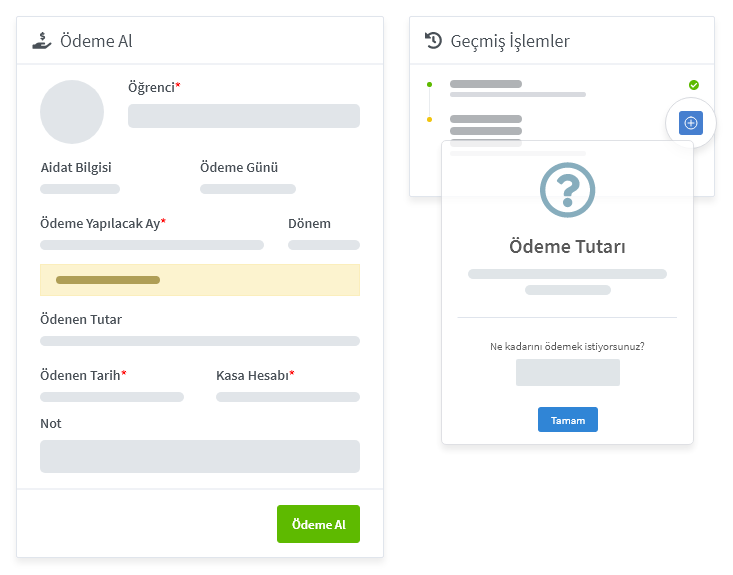 Ödeme Al
Öğrenci*
Aidat Bilgisi
Ödeme Günü
Ödeme Yapılacak Ay*
Dönem
Ödenen Tutar
Ödenen Tarih*
Kasa Hesabı*
Not
Ödeme Al
Geçmiş İşlemler
Ödeme Tutarı
Ne kadarını ödemek istiyorsunuz?
Tamam